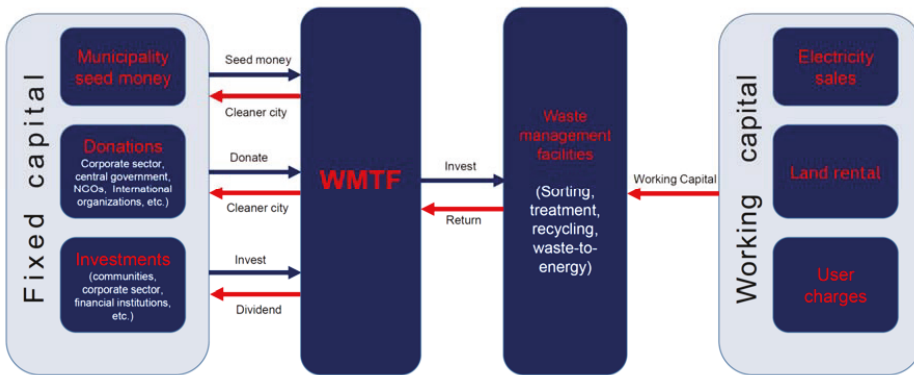 Fixed capital
Municipality
seed money
Donations
Corporate sector,
central government,
NGOs, International
organizations, etc.)
Investments
(communities,
corporate sector,
financial institutions,
etc.)
Seed money
Cleaner city
Donate
Cleaner city
Invest
Dividend
WMTF
Invest
Return
Waste
management
facilities
(Sorting,
treatment,
recycling,
waste-to-
energy)
Working Capital
Working capital
Electricity
sales
Land rental
User
charges